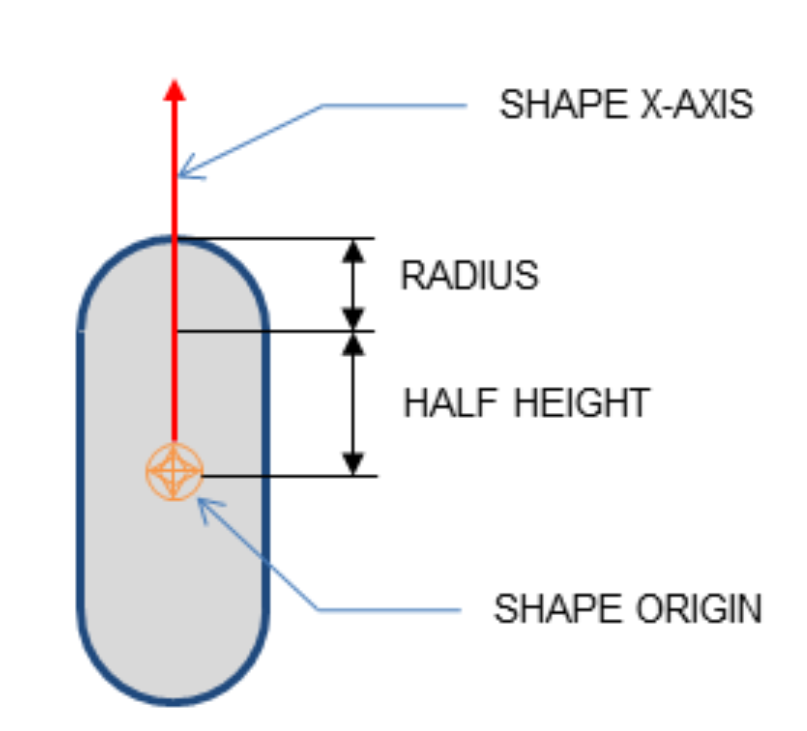 SHAPE X-AXIS
RADIUS
HALF HEIGHT
SHAPE ORIGIN